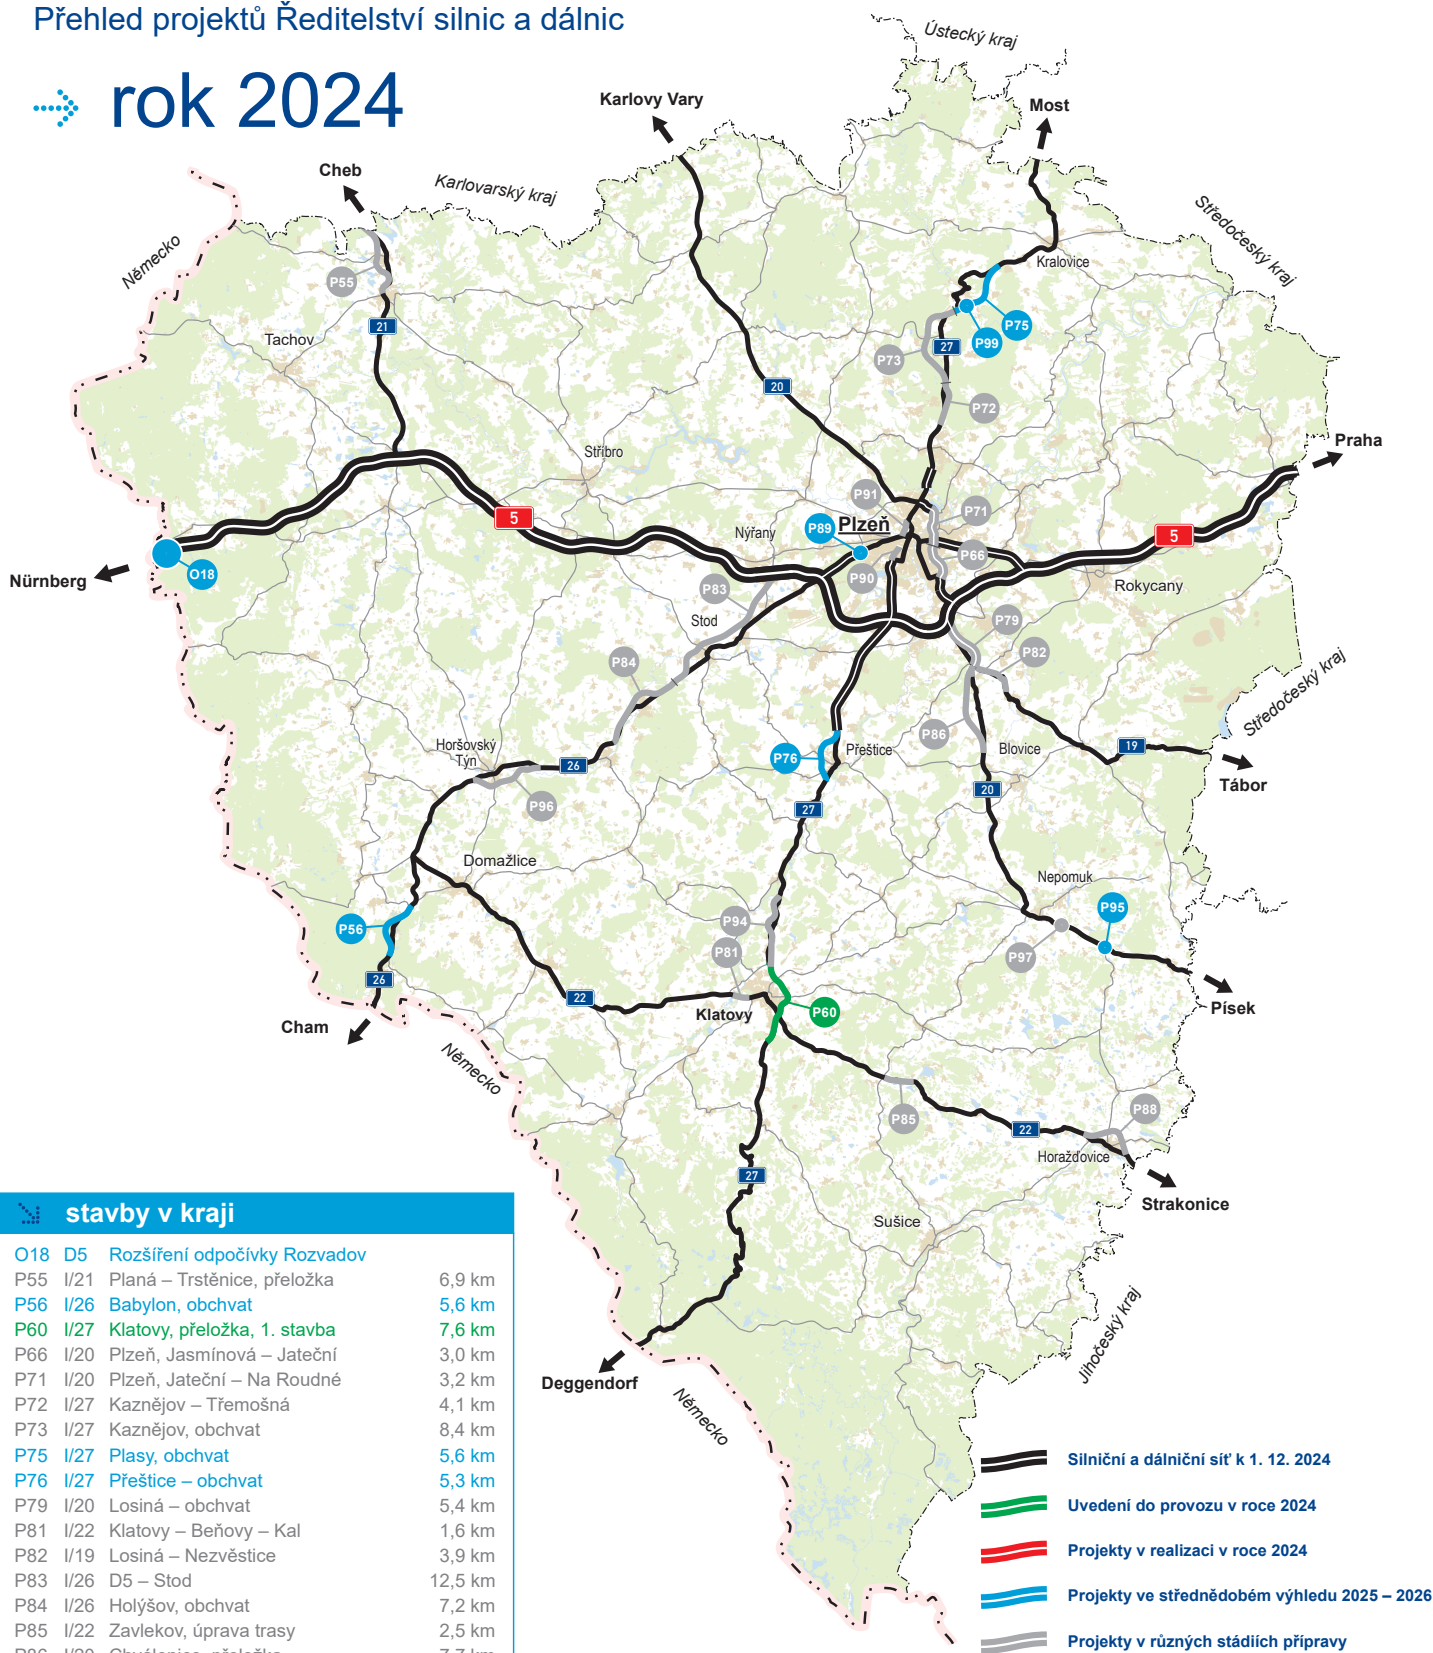 Přehled projektů Ředitelství silnic a dálnic
rok 2024
Ústecký kraj
Karlovy Vary
Most
Cheb
Karlovarský kraj
Středočeský kraj
Německo
Kralovice
P55
21
P75
P99
27
Tachov
P73
20
P72
Praha
Stříbro
P91
P71
5
Nýřany
P89
Plzeň
5
P66
Nürnberg
O18
P90
P83
Rokycany
Stod
P79
P84
P82
Středočeský kraj
P86
Horšovský
Týn
P76
Přeštice
Blovice
19
26
Tábor
P96
27
20
Domažlice
Nepomuk
P94
P95
P56
P81
P97
26
22
Klatovy
P60
Písek
Cham
Německo
P85
P88
22
Horažďovice
27
Strakonice
Sušice
Jihočeský kraj
Deggendorf
Německo
stavby v kraji
O18 D5 Rozšíření odpočívky Rozvadov
P55 I/21 Planá – Trstěnice, přeložka 6,9 km
P56 I/26 Babylon, obchvat 5,6 km
P60 I/27 Klatovy, přeložka, 1. stavba 7,6 km
P66 I/20 Plzeň, Jasmínová – Jateční 3,0 km
P71 I/20 Plzeň, Jateční – Na Roudné 3,2 km
P72 I/27 Kaznějov – Třemošná 4,1 km
P73 I/27 Kaznějov, obchvat 8,4 km
P75 I/27 Plasy, obchvat 5,6 km
P76 I/27 Přeštice – obchvat 5,3 km
P79 I/20 Losiná – obchvat 5,4 km
P81 I/22 Klatovy – Beňovy – Kal 1,6 km
P82 I/19 Losiná – Nezvěstice 3,9 km
P83 I/26 D5 – Stod 12,5 km
P84 I/26 Holýšov, obchvat 7,2 km
P85 I/22 Zavlekov, úprava trasy 2,5 km
Silniční a dálniční síť k 1. 12. 2024
Uvedení do provozu v roce 2024
Projekty v realizaci v roce 2024
Projekty ve střednědobém výhledu 2025 – 2026
Projekty v různých stádiích přípravy